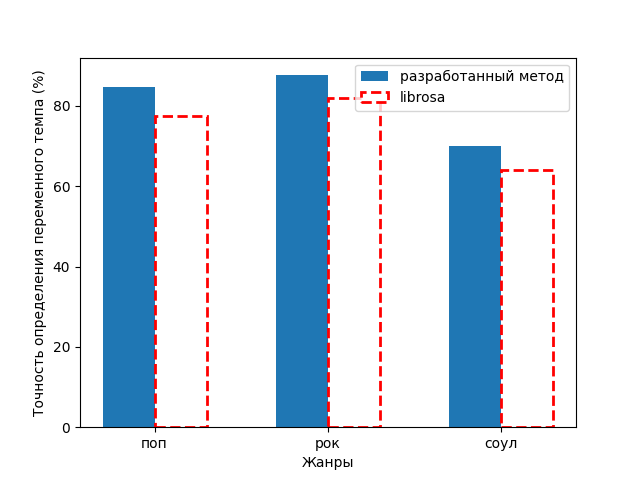 разработанный метод
librosa
Точность определения переменного темпа (%)
80
60
40
20
0
поп
рок
соул
Жанры